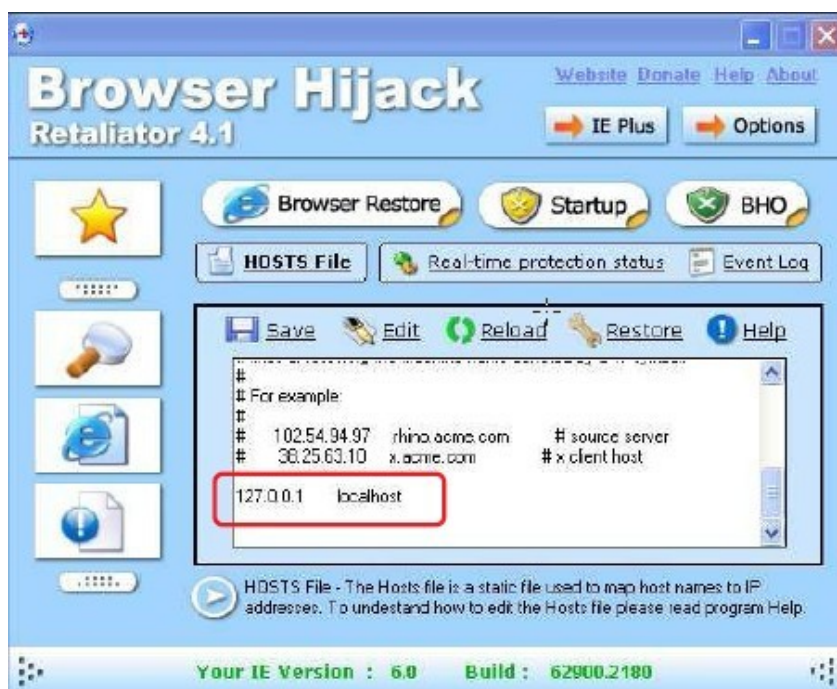 Browser Hijack
Retaliator 4.1
Website Donate Help About
IE Plus
Options
Browser Restore
Startup
BHO
HOSTS File
Real-time protection status
Event Log
Save
Edit
Reload
Restore
Help
#
# For example:
#
# 102.54.94.97 rhino.acme.com # source server
# 38.25.63.10 x.acme.com # x client host
127.0.0.1 localhost
HOSTS File - The Hosts file is a static file used to map host names to IP
addresses. To undestand how to edit the Hosts file please read program Help.
Your IE Version : 6.0 Build : 62900.2180